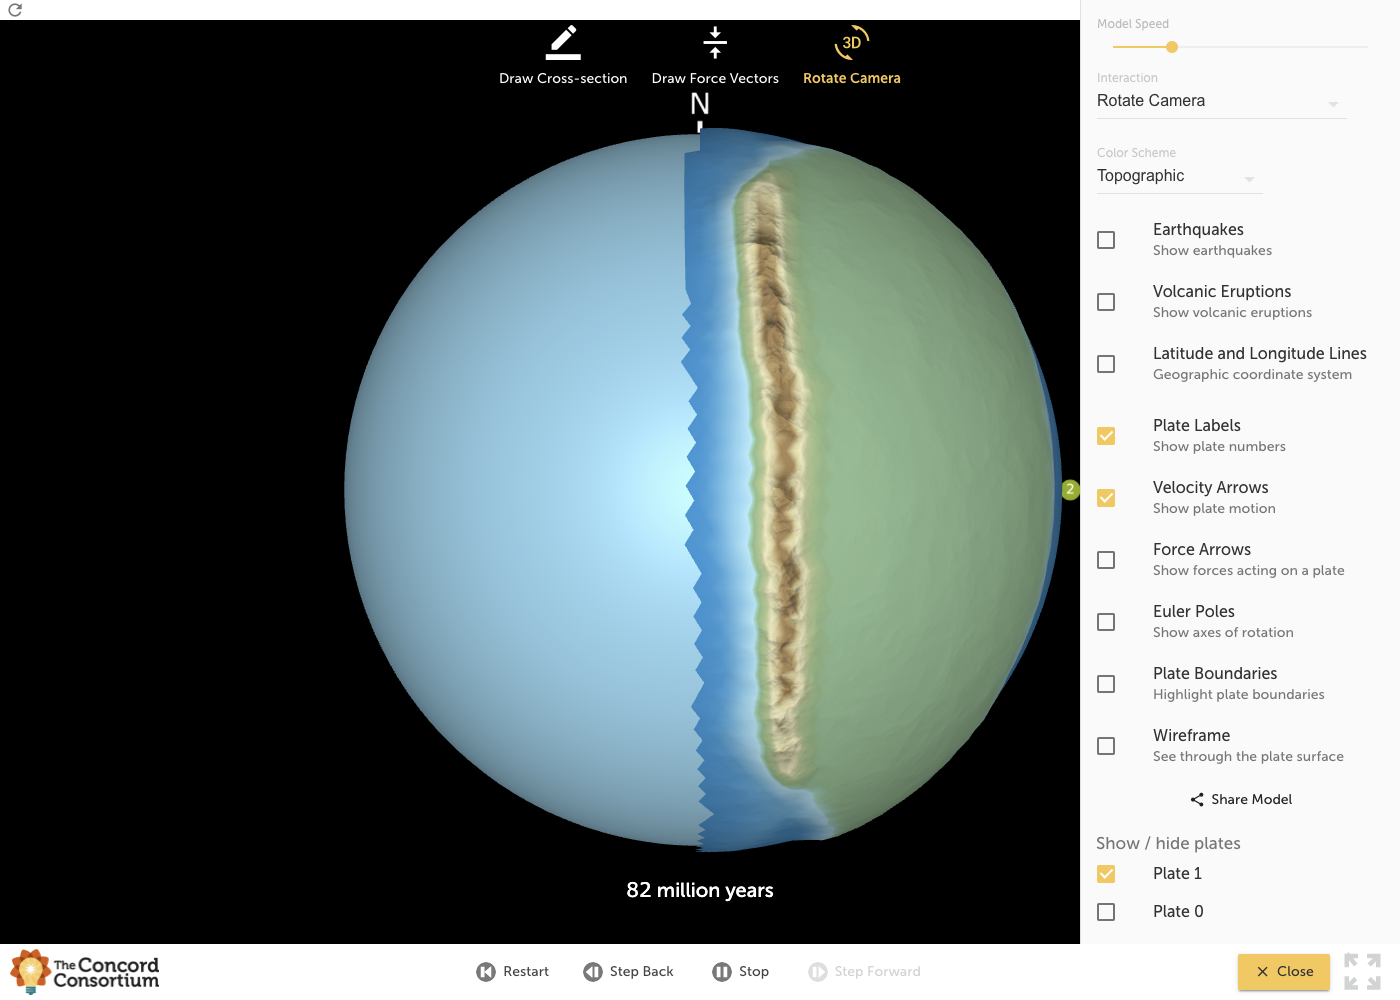 Draw Cross-section
Draw Force Vectors
3D
Rotate Camera
N
2
82 million years
Model Speed
Interaction
Rotate Camera
Color Scheme
Topographic
Earthquakes
Show earthquakes
Volcanic Eruptions
Show volcanic eruptions
Latitude and Longitude Lines
Geographic coordinate system
Plate Labels
Show plate numbers
Velocity Arrows
Show plate motion
Force Arrows
Show forces acting on a plate
Euler Poles
Show axes of rotation
Plate Boundaries
Highlight plate boundaries
Wireframe
See through the plate surface
Share Model
Show / hide plates
Plate 1
Plate 0
The Concord
Consortium
Restart
Step Back
Stop
Step Forward
Close